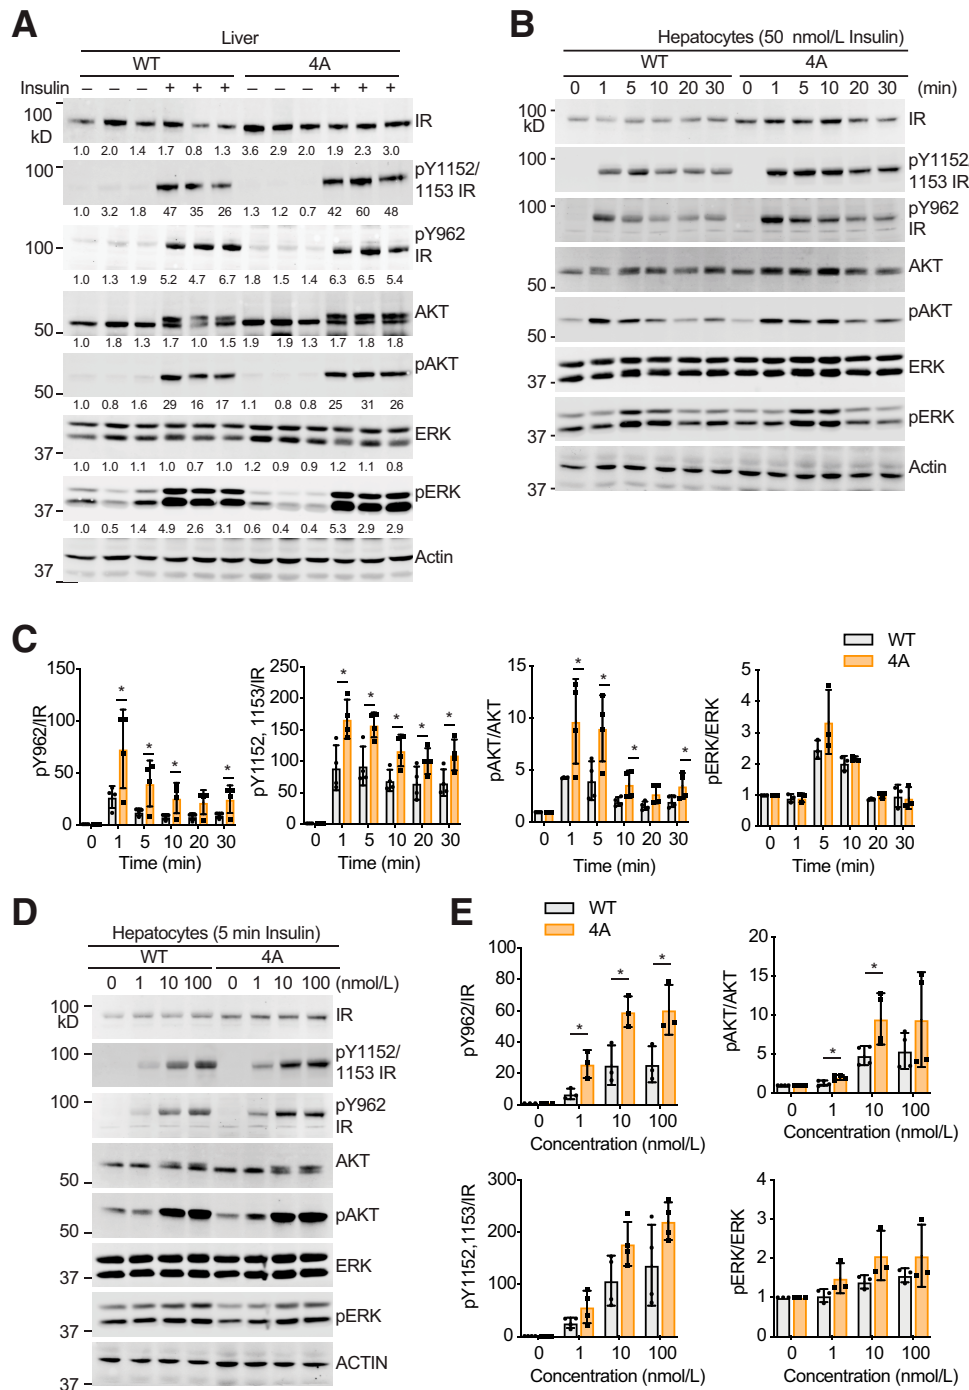 A
Liver
WT 4A
Insulin – – – + + + – – – + + +
100
kD
IR
1.0 2.0 1.4 1.7 0.8 1.3 3.6 2.9 2.0 1.9 2.3 3.0
100
pY1152/
1153 IR
1.0 3.2 1.8 47 35 26 1.3 1.2 0.7 42 60 48
100
pY962
IR
1.0 1.3 1.9 5.2 4.7 6.7 1.8 1.5 1.4 6.3 6.5 5.4
AKT
50
1.0 1.8 1.3 1.7 1.0 1.5 1.9 1.9 1.3 1.7 1.8 1.8
pAKT
50
1.0 0.8 1.6 29 16 17 1.1 0.8 0.8 25 31 26
ERK
37
1.0 1.0 1.1 1.0 0.7 1.0 1.2 0.9 0.9 1.2 1.1 0.8
pERK
37
1.0 0.5 1.4 4.9 2.6 3.1 0.6 0.4 0.4 5.3 2.9 2.9
Actin
37
B
Hepatocytes (50 nmol/L Insulin)
WT 4A
0 1 5 10 20 30 0 1 5 10 20 30 (min)
100
kD
IR
100
pY1152
1153 IR
100
pY962
IR
AKT
50
pAKT
50
ERK
37
pERK
37
Actin
37
C
WT
4A
pY962/IR
150
100
50
0
* * * *
0 1 5 10 20 30
Time (min)
pY1152, 1153/IR
250
200
150
100
50
0
* * * * *
0 1 5 10 20 30
Time (min)
pAKT/AKT
15
10
5
0
* * * *
0 1 5 10 20 30
Time (min)
pERK/ERK
5
4
3
2
1
0
0 1 5 10 20 30
Time (min)
D
Hepatocytes (5 min Insulin)
WT 4A
0 1 10 100 0 1 10 100 (nmol/L)
100
kD
IR
100
pY1152/
1153 IR
100
pY962
IR
AKT
50
pAKT
50
ERK
37
pERK
37
ACTIN
37
E
WT
4A
pY962/IR
100
80
60
40
20
0
* * *
0 1 10 100
Concentration (nmol/L)
pAKT/AKT
20
15
10
5
0
* *
0 1 10 100
Concentration (nmol/L)
pY1152,1153/IR
300
200
100
0
0 1 10 100
Concentration (nmol/L)
pERK/ERK
4
3
2
1
0
0 1 10 100
Concentration (nmol/L)